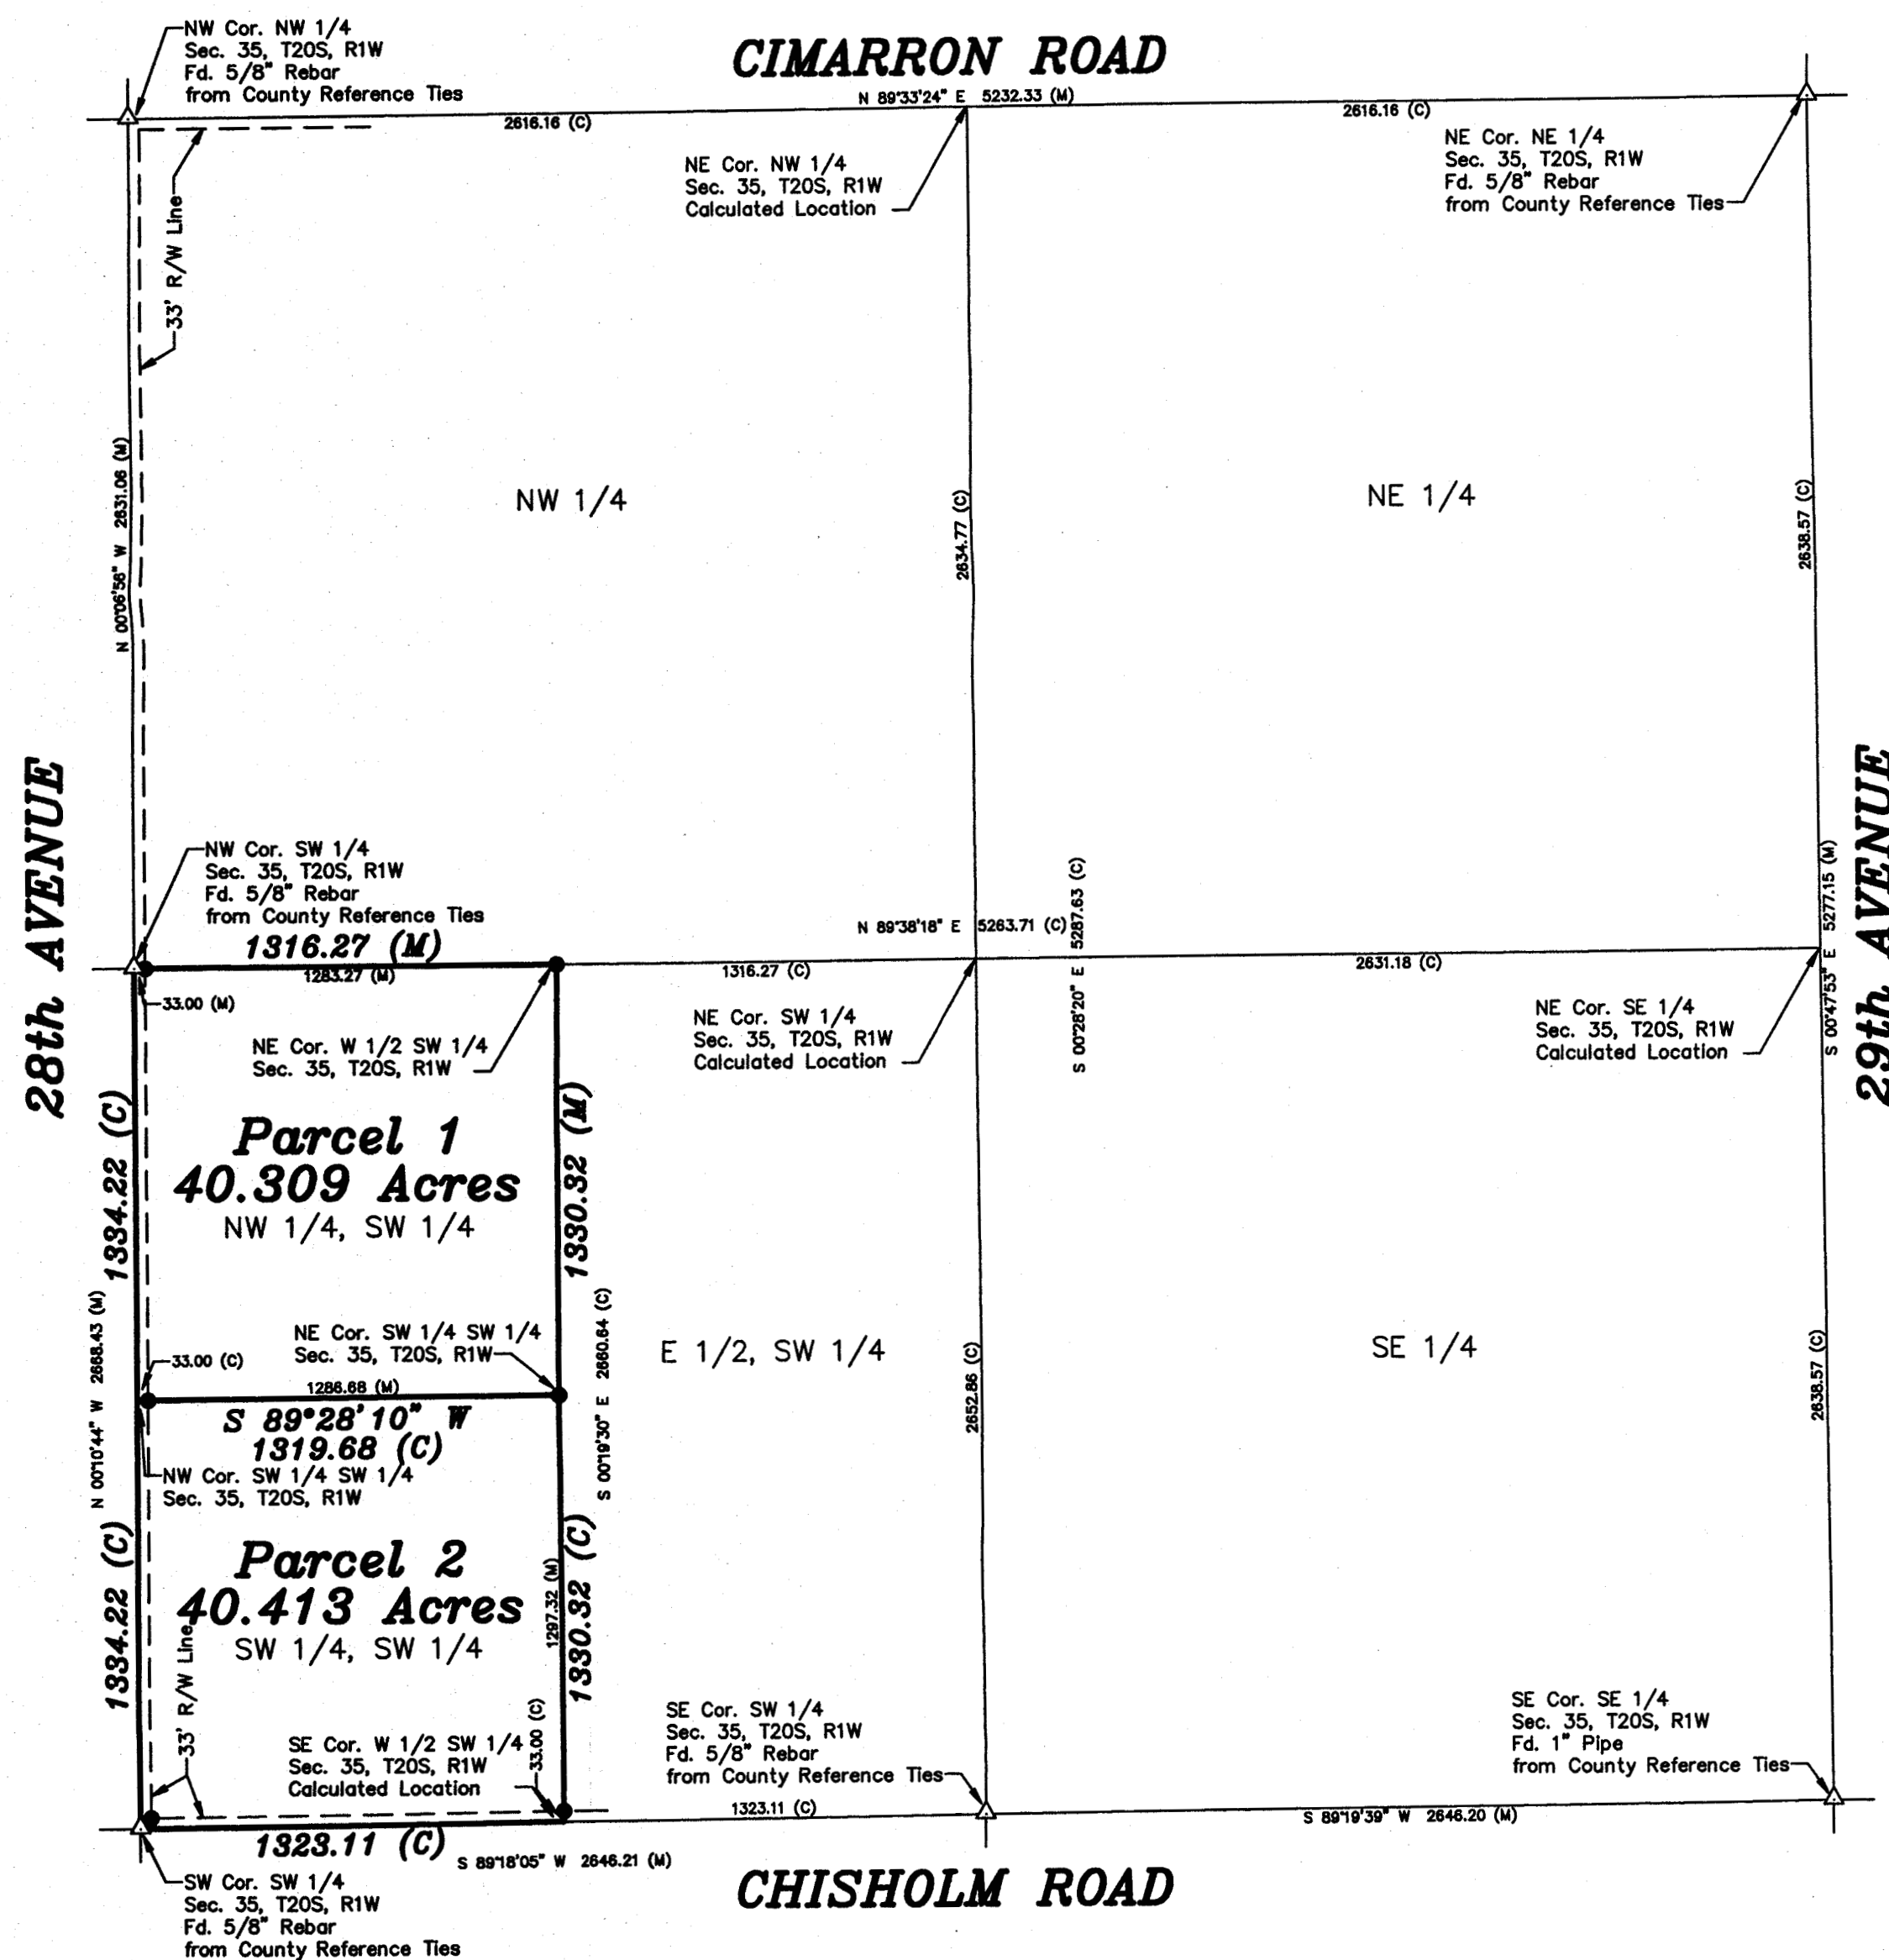 NW Cor. NW 1/4
Sec. 35, T20S, R1W
Fd. 5/8" Rebar
from County Reference Ties
CIMARRON ROAD
N 89°33'24" E 5232.33 (M)
2616.16 (C)
2616.16 (C)
NE Cor. NW 1/4
Sec. 35, T20S, R1W
Calculated Location
NE Cor. NE 1/4
Sec. 35, T20S, R1W
Fd. 5/8" Rebar
from County Reference Ties
33' R/W Line
N 00°06'56" W 2631.06 (M)
NW 1/4
2634.77 (C)
NE 1/4
2638.57 (C)
28th AVENUE
29th AVENUE
NW Cor. SW 1/4
Sec. 35, T20S, R1W
Fd. 5/8" Rebar
from County Reference Ties
1316.27 (M)
1283.27 (M)
33.00 (M)
N 89°38'18" E 5263.71 (C)
1316.27 (C)
2631.18 (C)
S 00°28'20" E 5287.63 (C)
S 00°47'53" E 5277.15 (M)
NE Cor. W 1/2 SW 1/4
Sec. 35, T20S, R1W
NE Cor. SW 1/4
Sec. 35, T20S, R1W
Calculated Location
NE Cor. SE 1/4
Sec. 35, T20S, R1W
Calculated Location
1334.22 (C)
Parcel 1
40.309 Acres
NW 1/4, SW 1/4
1330.32 (M)
N 00°10'44" W 2668.43 (M)
S 00°19'30" E 2660.64 (C)
NE Cor. SW 1/4 SW 1/4
Sec. 35, T20S, R1W
33.00 (C)
1286.68 (M)
S 89°28'10" W
1319.68 (C)
NW Cor. SW 1/4 SW 1/4
Sec. 35, T20S, R1W
E 1/2, SW 1/4
2652.86 (C)
SE 1/4
2638.57 (C)
1334.22 (C)
Parcel 2
40.413 Acres
SW 1/4, SW 1/4
1297.32 (M)
1330.32 (C)
33' R/W Line
33.00 (C)
SE Cor. W 1/2 SW 1/4
Sec. 35, T20S, R1W
Calculated Location
SE Cor. SW 1/4
Sec. 35, T20S, R1W
Fd. 5/8" Rebar
from County Reference Ties
SE Cor. SE 1/4
Sec. 35, T20S, R1W
Fd. 1" Pipe
from County Reference Ties
1323.11 (C)
1323.11 (C)
S 89°19'39" W 2646.20 (M)
S 89°18'05" W 2646.21 (M)
CHISHOLM ROAD
SW Cor. SW 1/4
Sec. 35, T20S, R1W
Fd. 5/8" Rebar
from County Reference Ties